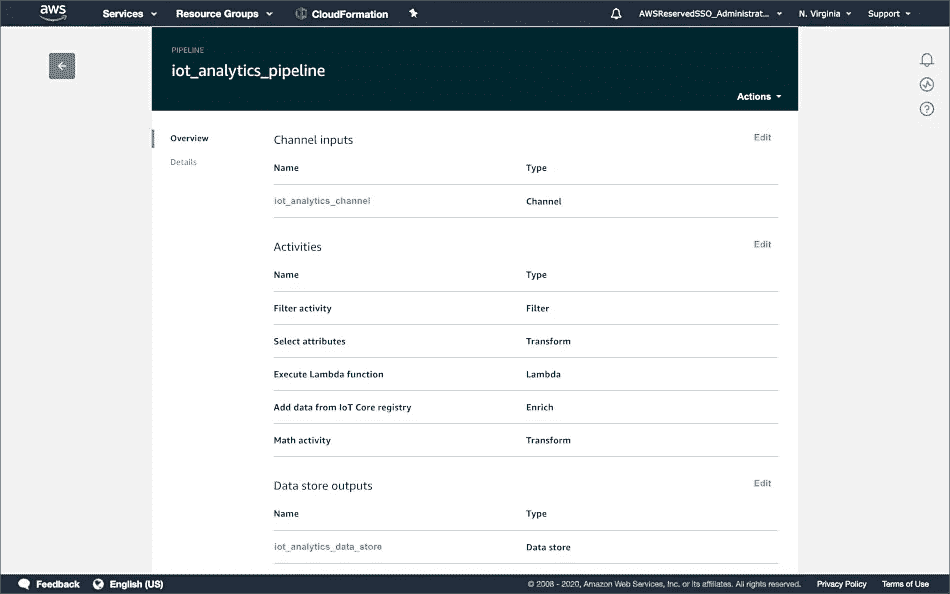 aws Services Resource Groups CloudFormation AWSReservedSSO_Administrat... N. Virginia Support
PIPELINE
iot_analytics_pipeline
Actions
Overview
Details
Channel inputs Edit
Name Type
iot_analytics_channel Channel
Activities Edit
Name Type
Filter activity Filter
Select attributes Transform
Execute Lambda function Lambda
Add data from IoT Core registry Enrich
Math activity Transform
Data store outputs Edit
Name Type
iot_analytics_data_store Data store
Feedback English (US) © 2008 - 2020, Amazon Web Services, Inc. or its affiliates. All rights reserved. Privacy Policy Terms of Use